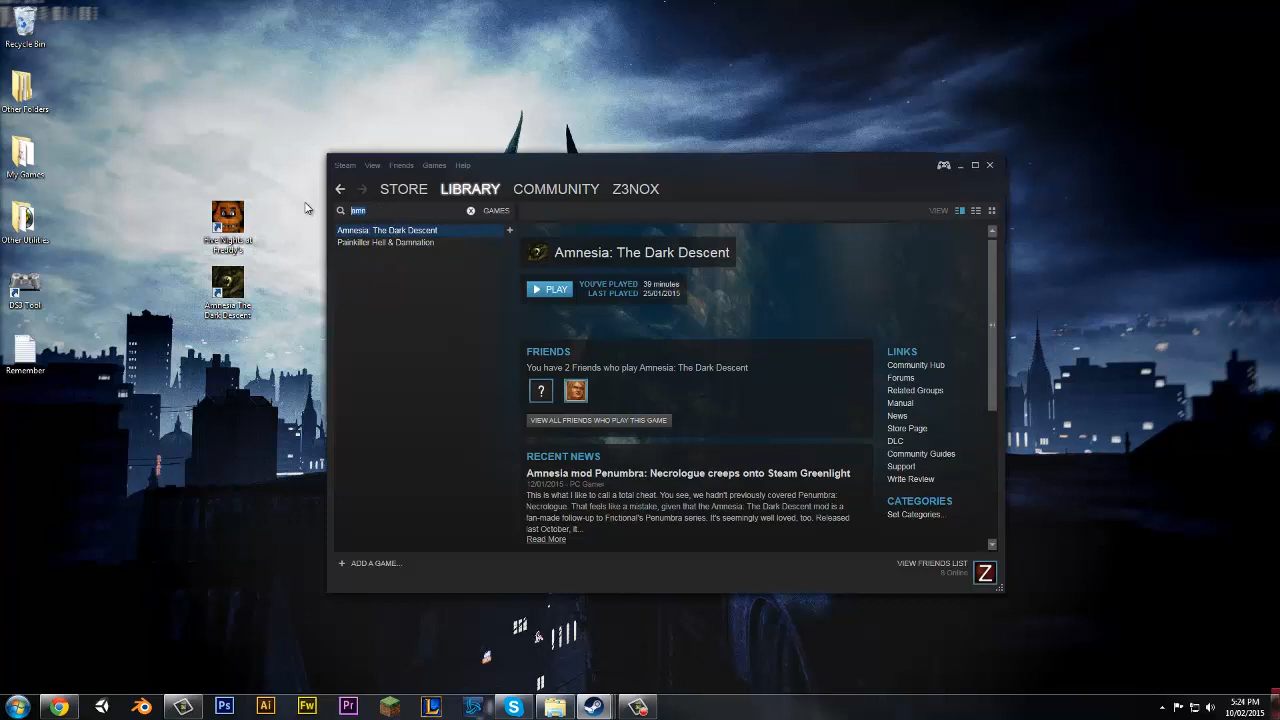 Recycle Bin
Other Folders
My Games
Other Utilities
DS3 Tool
Remember
Five Nights at
Freddy's
Amnesia The
Dark Descent
Steam View Friends Games Help
STORE LIBRARY COMMUNITY Z3NOX
amn GAMES VIEW
Amnesia: The Dark Descent +
Painkiller Hell & Damnation
Amnesia: The Dark Descent
PLAY
YOU'VE PLAYED 39 minutes
LAST PLAYED 25/01/2015
FRIENDS
You have 2 Friends who play Amnesia: The Dark Descent
?
VIEW ALL FRIENDS WHO PLAY THIS GAME
RECENT NEWS
Amnesia mod Penumbra: Necrologue creeps onto Steam Greenlight
12/01/2015 - PC Gamer
This is what I like to call a total cheat. You see, we hadn't previously covered Penumbra:
Necrologue. That feels like a mistake, given that the Amnesia: The Dark Descent mod is a
fan-made follow-up to Frictional's Penumbra series. It's seemingly well loved, too. Released
last October, it...
Read More
LINKS
Community Hub
Forums
Related Groups
Manual
News
Store Page
DLC
Community Guides
Support
Write Review
CATEGORIES
Set Categories...
+ ADD A GAME...
VIEW FRIENDS LIST
8 Online
Z
Ps Ai Fw Pr L S
5:24 PM
10/02/2015